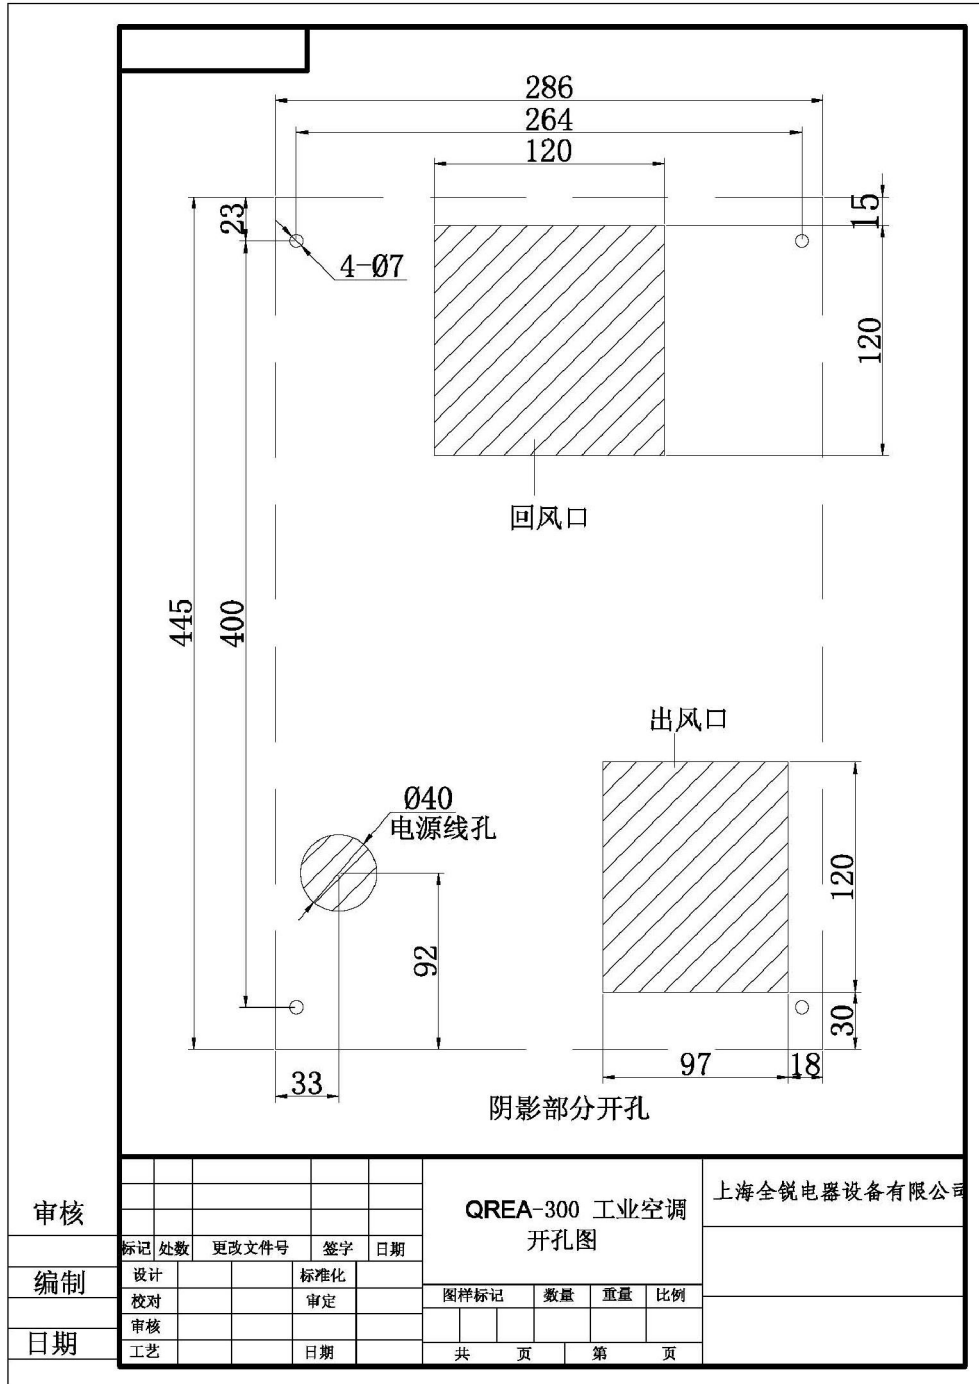 286
264
120
23
15
4-Ø7
120
回风口
445
400
出风口
Ø40
电源线孔
120
92
30
97
18
33
阴影部分开孔
审核
编制
日期
标记 处数 更改文件号 签字 日期
设计 标准化
校对 审定
审核
工艺 日期
QREA-300 工业空调
开孔图
图样标记 数量 重量 比例
共 页 第 页
上海全锐电器设备有限公司